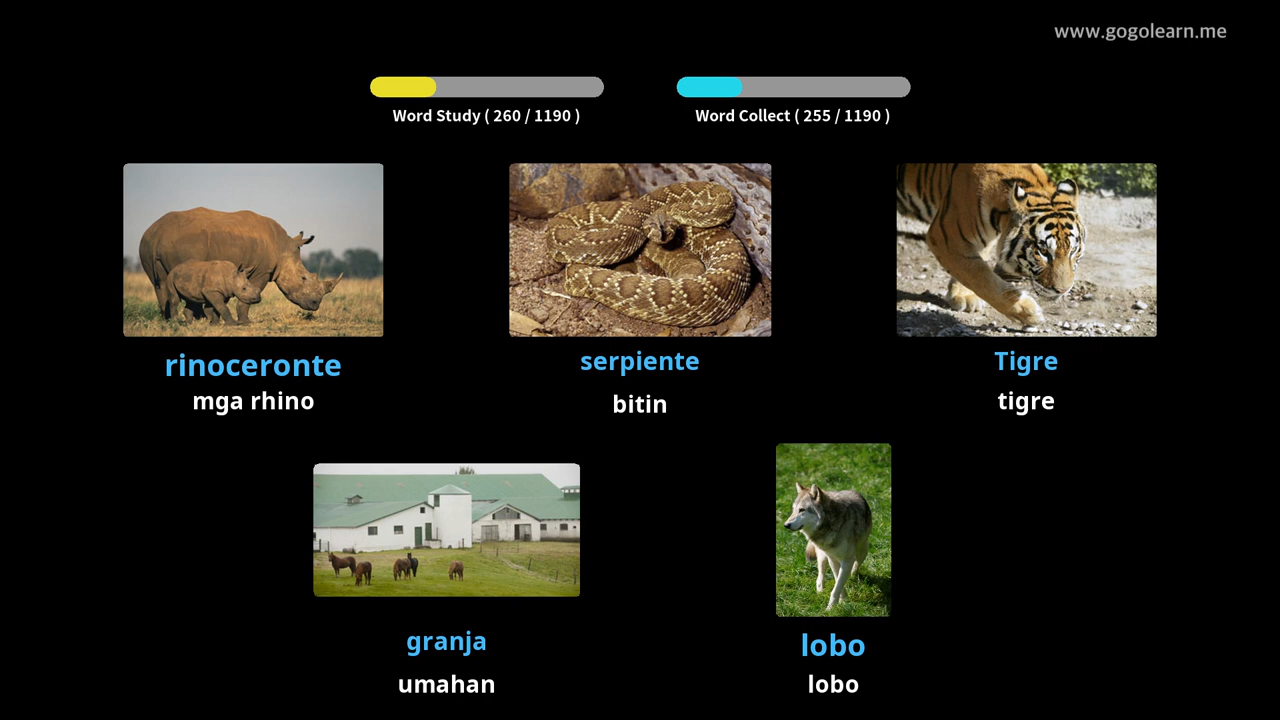 www.gogolearn.me
Word Study ( 260 / 1190 )
Word Collect ( 255 / 1190 )
rinoceronte
mga rhino
serpiente
bitin
Tigre
tigre
granja
umahan
lobo
lobo